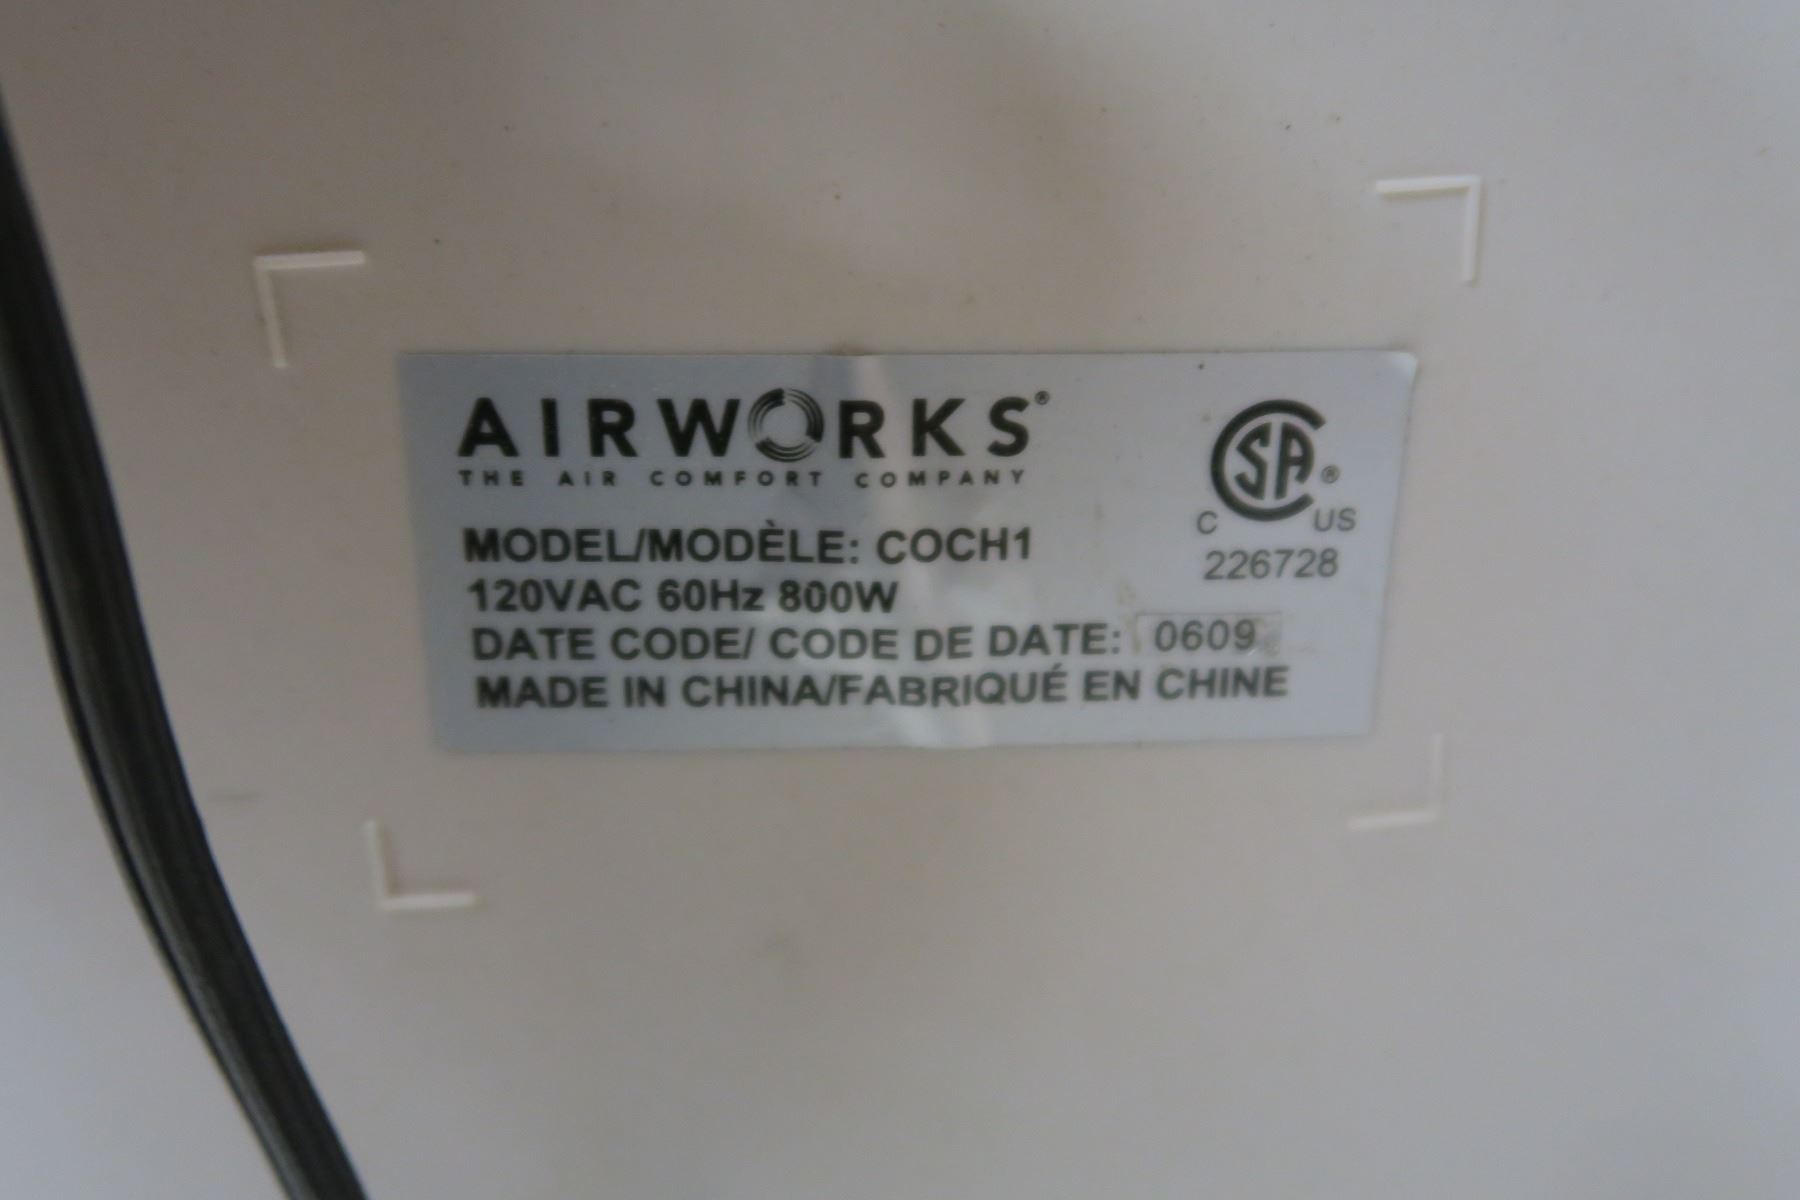 AIRWORKS®
THE AIR COMFORT COMPANY
MODEL/MODÈLE: COCH1
120VAC 60Hz 800W
DATE CODE/ CODE DE DATE: 0609
MADE IN CHINA/FABRIQUÉ EN CHINE
CSA®
C US
226728